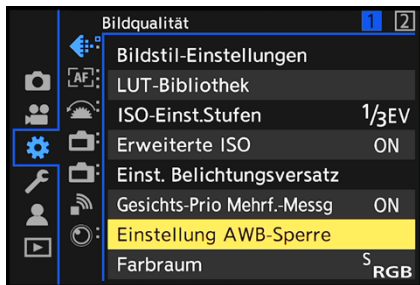 Bildqualität 1 2
Bildstil-Einstellungen
AF LUT-Bibliothek
ISO-Einst.Stufen 1/3EV
Erweiterte ISO ON
Einst. Belichtungsversatz
Gesichts-Prio Mehrf.-Messg ON
Einstellung AWB-Sperre
Farbraum sRGB